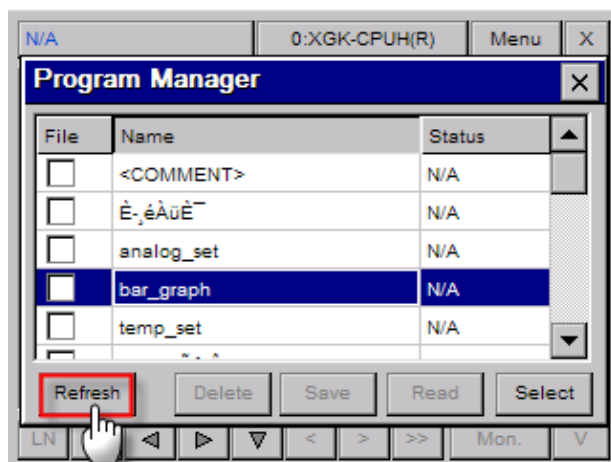 N/A 0:XGK-CPUH(R) Menu X
Program Manager
File Name Status
<COMMENT> N/A
È-¸éÀüÈ¯ N/A
analog_set N/A
bar_graph N/A
temp_set N/A
Refresh Delete Save Read Select
LN < > >> Mon. V